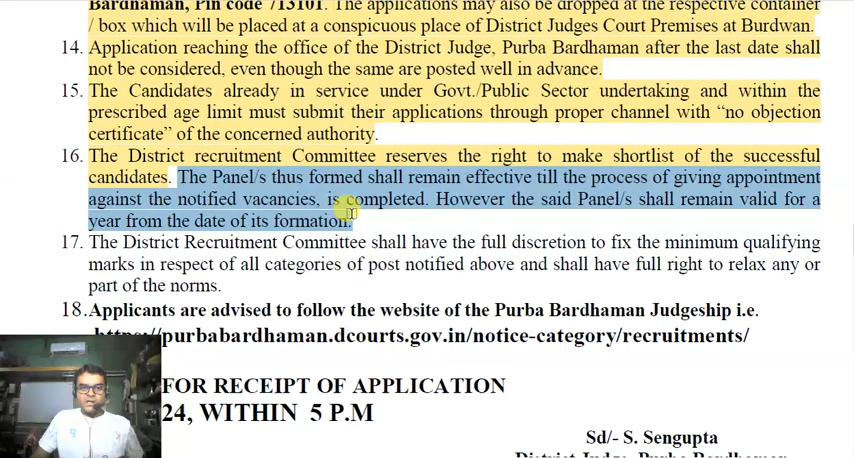 Bardhaman, Pin code 713101. The applications may also be dropped at the respective container
/ box which will be placed at a conspicuous place of District Judges Court Premises at Burdwan.
14. Application reaching the office of the District Judge, Purba Bardhaman after the last date shall
not be considered, even though the same are posted well in advance.
15. The Candidates already in service under Govt./Public Sector undertaking and within the
prescribed age limit must submit their applications through proper channel with “no objection
certificate” of the concerned authority.
16. The District recruitment Committee reserves the right to make shortlist of the successful
candidates. The Panel/s thus formed shall remain effective till the process of giving appointment
against the notified vacancies, is completed. However the said Panel/s shall remain valid for a
year from the date of its formation.
17. The District Recruitment Committee shall have the full discretion to fix the minimum qualifying
marks in respect of all categories of post notified above and shall have full right to relax any or
part of the norms.
18. Applicants are advised to follow the website of the Purba Bardhaman Judgeship i.e.
https://purbabardhaman.dcourts.gov.in/notice-category/recruitments/
FOR RECEIPT OF APPLICATION
24, WITHIN 5 P.M
Sd/- S. Sengupta
District Judge, Purba Bardhaman